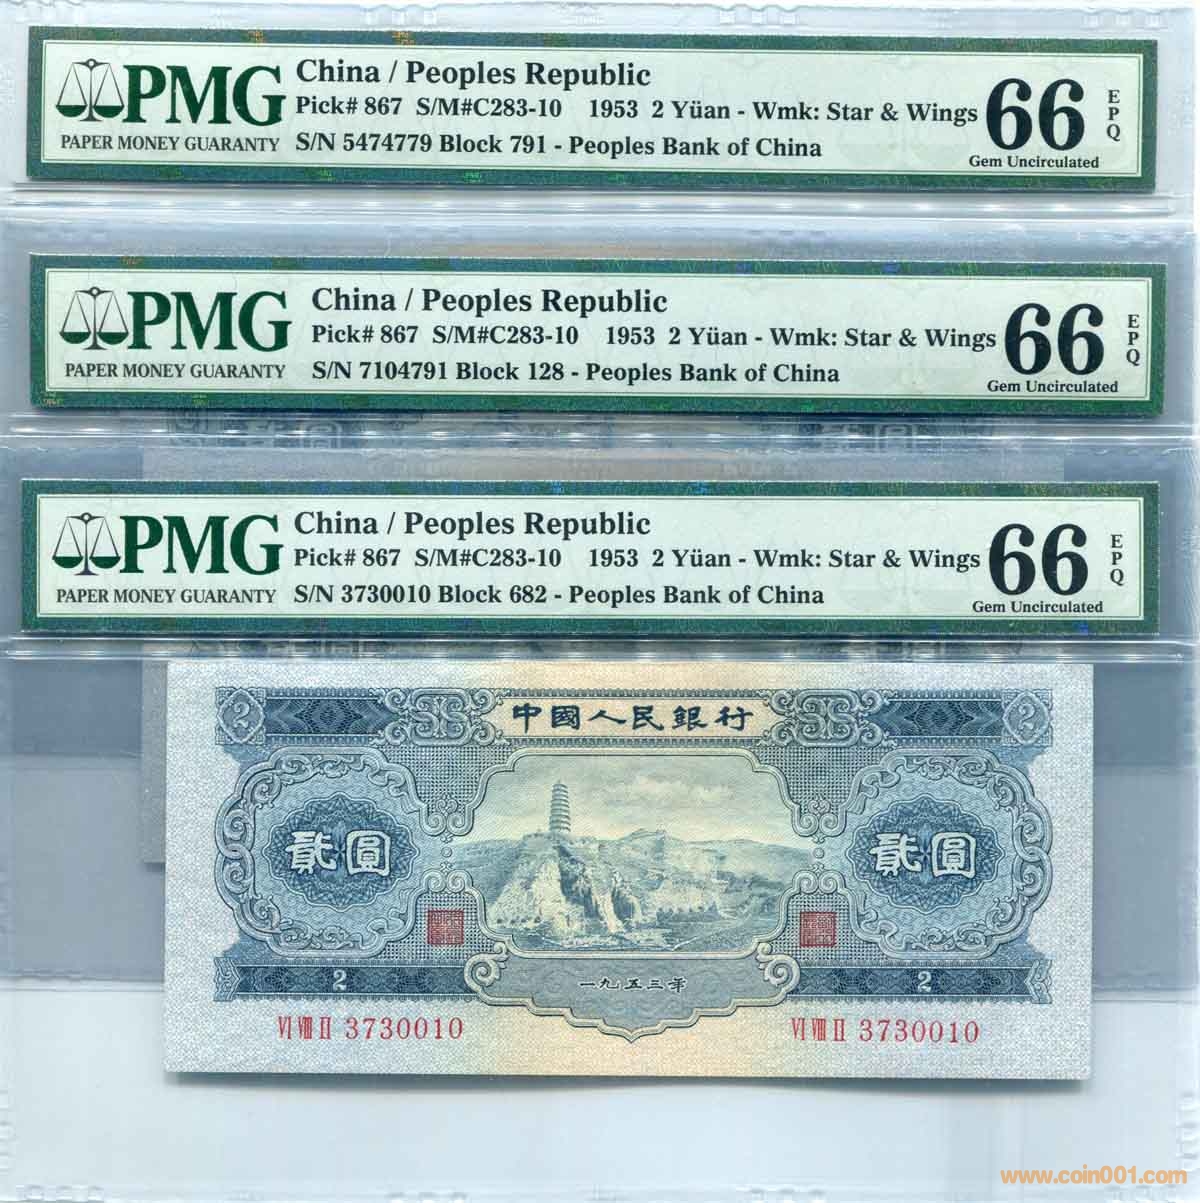 PMG
PAPER MONEY GUARANTY
China / Peoples Republic
Pick# 867 S/M#C283-10 1953 2 Yüan - Wmk: Star & Wings
S/N 5474779 Block 791 - Peoples Bank of China
66
EPQ
Gem Uncirculated
PMG
PAPER MONEY GUARANTY
China / Peoples Republic
Pick# 867 S/M#C283-10 1953 2 Yüan - Wmk: Star & Wings
S/N 7104791 Block 128 - Peoples Bank of China
66
EPQ
Gem Uncirculated
PMG
PAPER MONEY GUARANTY
China / Peoples Republic
Pick# 867 S/M#C283-10 1953 2 Yüan - Wmk: Star & Wings
S/N 3730010 Block 682 - Peoples Bank of China
66
EPQ
Gem Uncirculated
2 中國人民銀行 2
貳圓 貳圓
2 一九五三年 2
VI VIII II 3730010 VI VIII II 3730010
www.coin001.com